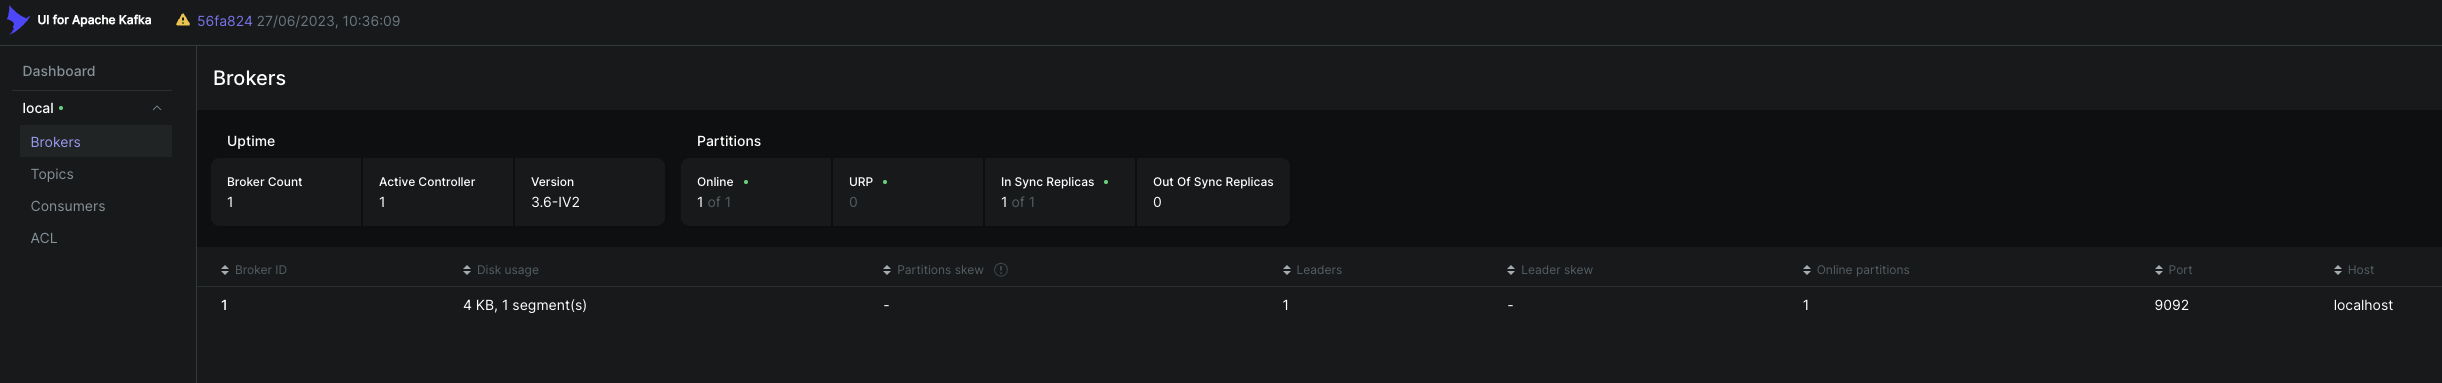 UI for Apache Kafka 56fa824 27/06/2023, 10:36:09
Dashboard
local
Brokers
Topics
Consumers
ACL
Brokers
Uptime
Broker Count
1
Active Controller
1
Version
3.6-IV2
Partitions
Online
1 of 1
URP
0
In Sync Replicas
1 of 1
Out Of Sync Replicas
0
Broker ID Disk usage Partitions skew Leaders Leader skew Online partitions Port Host
1 4 KB, 1 segment(s) - 1 - 1 9092 localhost